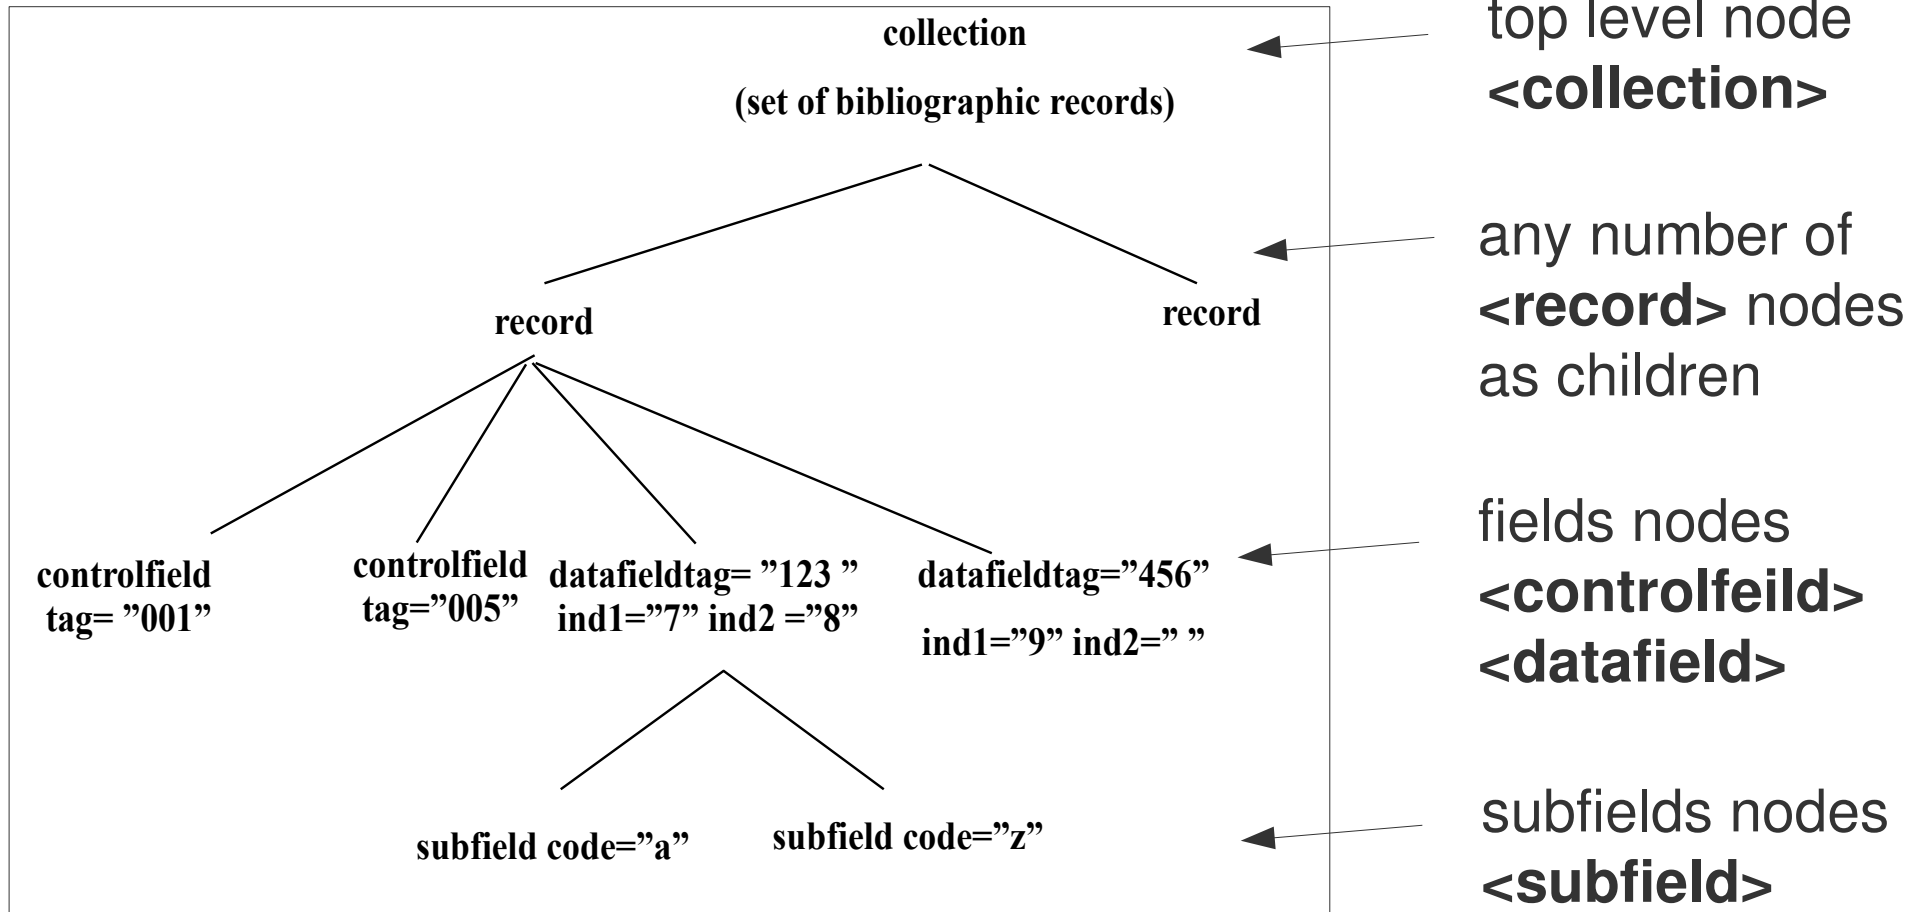 collection
(set of bibliographic records)
record
record
controlfield
tag= ”001”
controlfield
tag=”005”
datafieldtag= ”123 ”
ind1=”7” ind2 =”8”
datafieldtag=”456”
ind1=”9” ind2=” ”
subfield code=”a”
subfield code=”z”
top level node
<collection>
any number of
<record> nodes
as children
fields nodes
<controlfeild>
<datafield>
subfields nodes
<subfield>